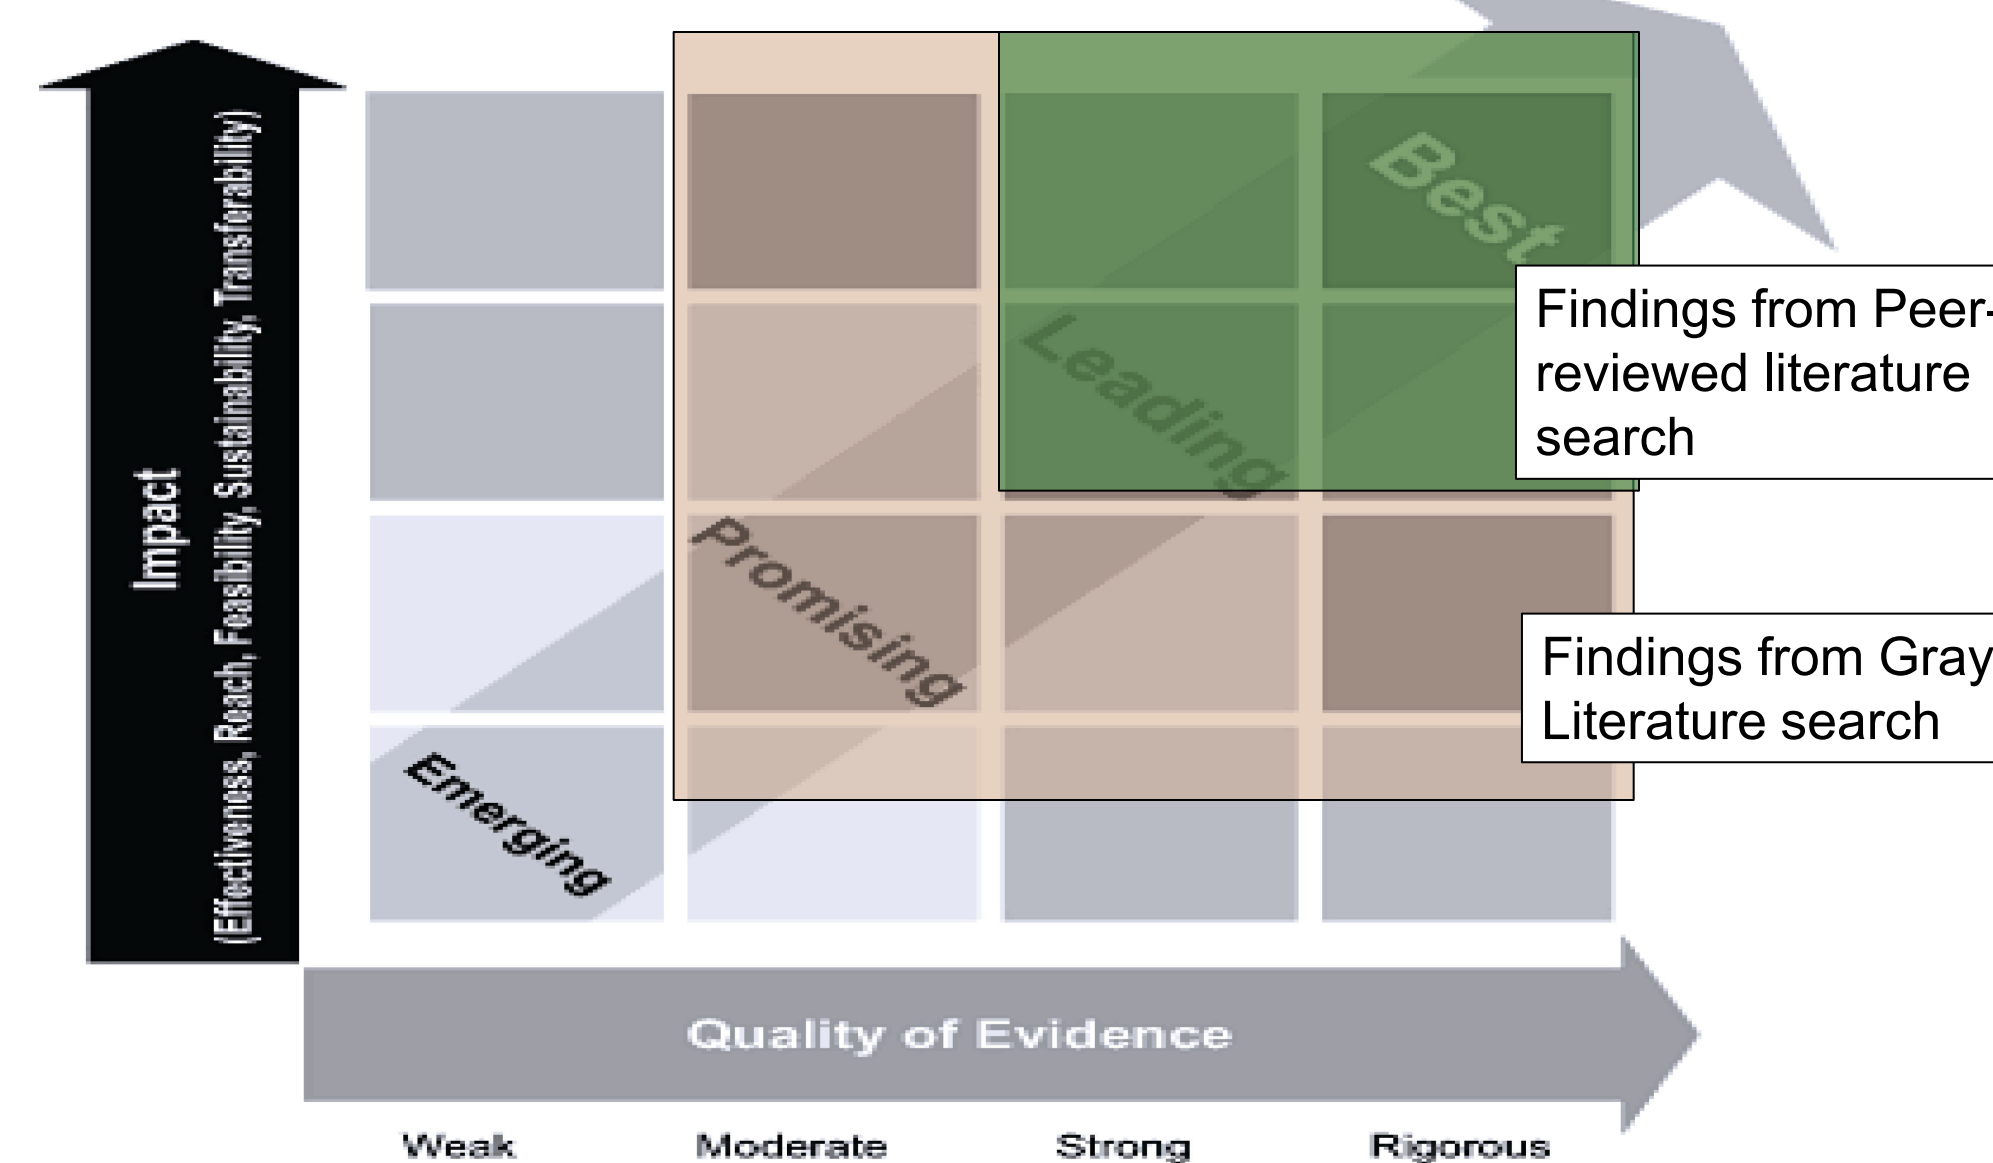 Impact
(Effectiveness, Reach, Feasibility, Sustainability, Transferability)
Best
Leading
Promising
Emerging
Findings from Peer-
reviewed literature
search
Findings from Gray
Literature search
Quality of Evidence
Weak
Moderate
Strong
Rigorous